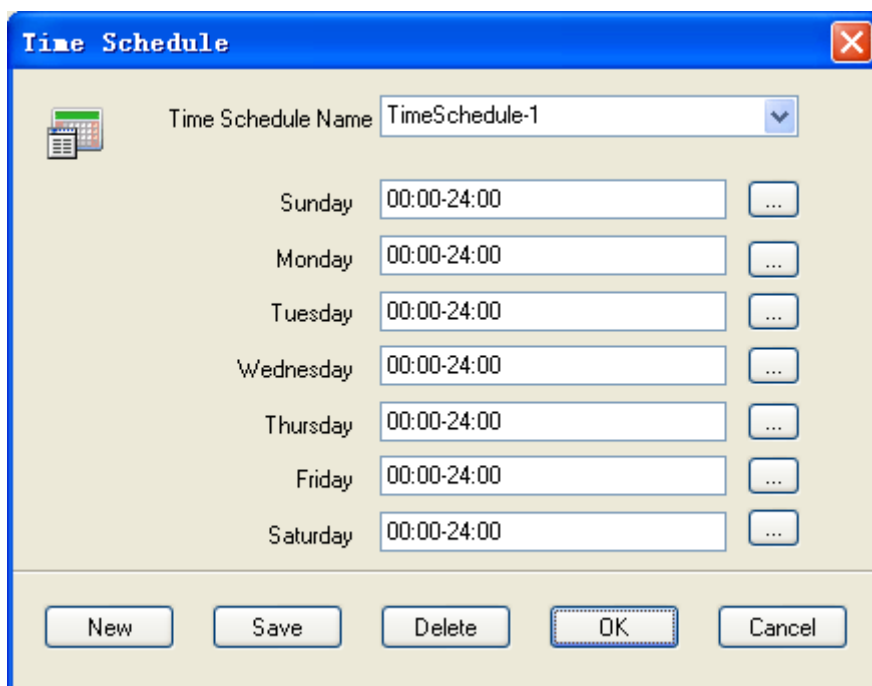 Time Schedule
Time Schedule Name TimeSchedule-1
Sunday 00:00-24:00 ...
Monday 00:00-24:00 ...
Tuesday 00:00-24:00 ...
Wednesday 00:00-24:00 ...
Thursday 00:00-24:00 ...
Friday 00:00-24:00 ...
Saturday 00:00-24:00 ...
New Save Delete OK Cancel